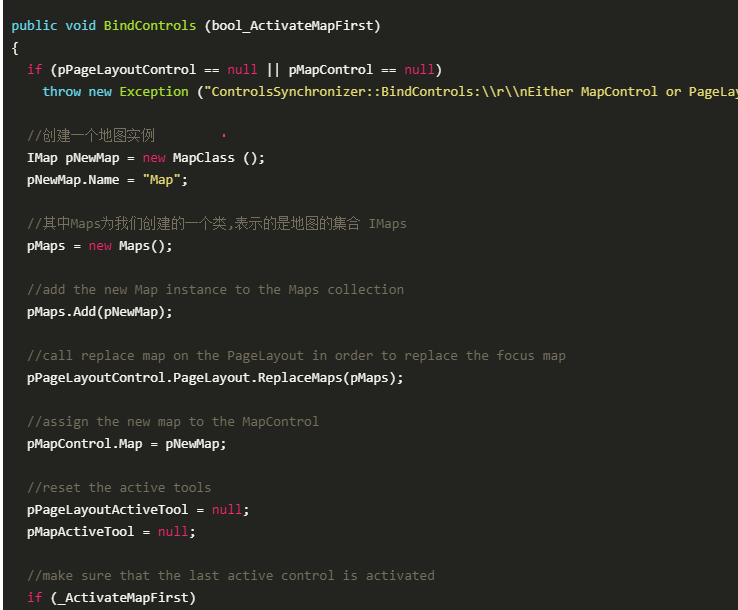 public void BindControls (bool_ActivateMapFirst)
{
if (pPageLayoutControl == null || pMapControl == null)
throw new Exception ("ControlsSynchronizer::BindControls:\\r\\nEither MapControl or PageLay
//创建一个地图实例
IMap pNewMap = new MapClass ();
pNewMap.Name = "Map";
//其中Maps为我们创建的一个类,表示的是地图的集合 IMaps
pMaps = new Maps();
//add the new Map instance to the Maps collection
pMaps.Add(pNewMap);
//call replace map on the PageLayout in order to replace the focus map
pPageLayoutControl.PageLayout.ReplaceMaps(pMaps);
//assign the new map to the MapControl
pMapControl.Map = pNewMap;
//reset the active tools
pPageLayoutActiveTool = null;
pMapActiveTool = null;
//make sure that the last active control is activated
if (_ActivateMapFirst)